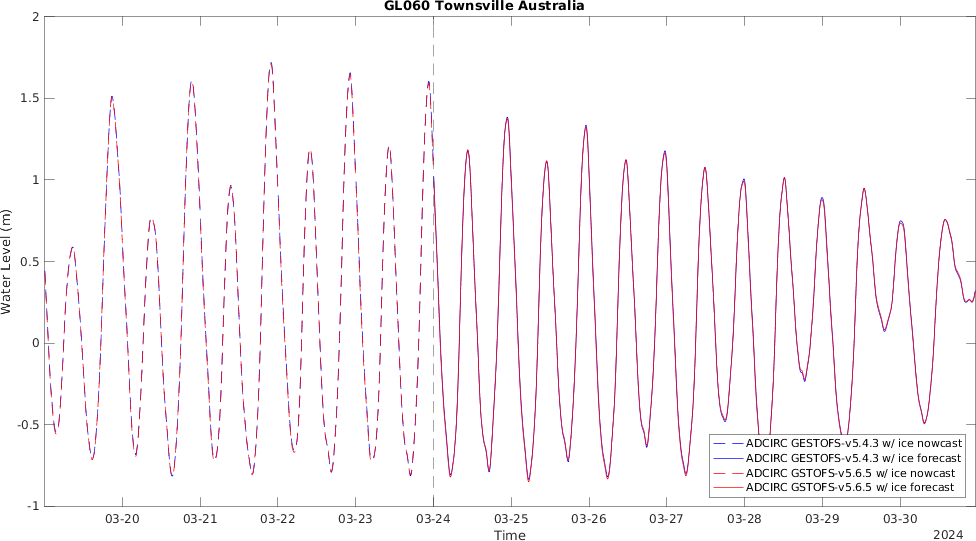 GL060 Townsville Australia
2
1.5
1
0.5
0
-0.5
-1
Water Level (m)
03-20 03-21 03-22 03-23 03-24 03-25 03-26 03-27 03-28 03-29 03-30
Time
2024
ADCIRC GESTOFS-v5.4.3 w/ ice nowcast
ADCIRC GESTOFS-v5.4.3 w/ ice forecast
ADCIRC GSTOFS-v5.6.5 w/ ice nowcast
ADCIRC GSTOFS-v5.6.5 w/ ice forecast